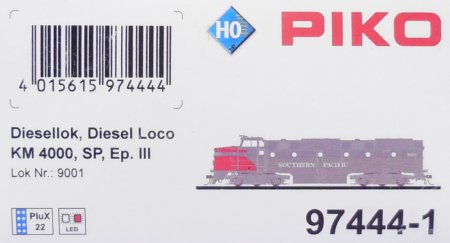 HO
PIKO
4 015615 974444
Diesellok, Diesel Loco
KM 4000, SP, Ep. III
Lok Nr.: 9001
SOUTHERN PACIFIC
PluX
22
LED
97444-1